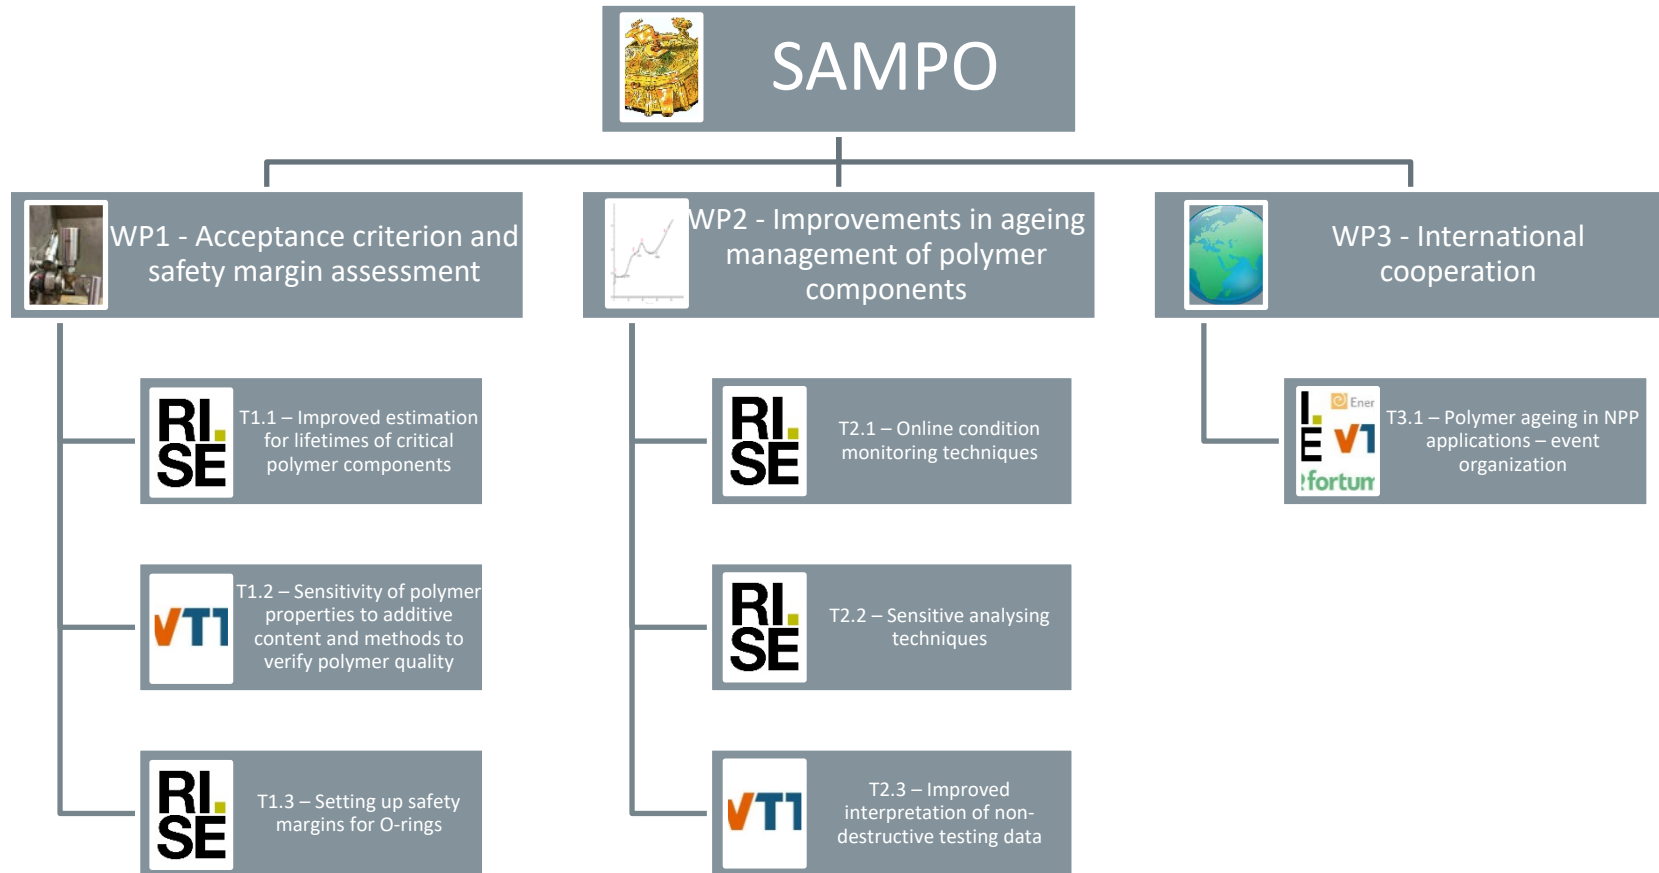 SAMPO
WP1 - Acceptance criterion and
safety margin assessment
WP2 - Improvements in ageing
management of polymer
components
WP3 - International
cooperation
RI.
SE
T1.1 – Improved estimation
for lifetimes of critical
polymer components
RI.
SE
T2.1 – Online condition
monitoring techniques
I.
E
Ener
VT
fortum
T3.1 – Polymer ageing in NPP
applications – event
organization
VTT
T1.2 – Sensitivity of polymer
properties to additive
content and methods to
verify polymer quality
RI.
SE
T2.2 – Sensitive analysing
techniques
RI.
SE
T1.3 – Setting up safety
margins for O-rings
VTT
T2.3 – Improved
interpretation of non-
destructive testing data